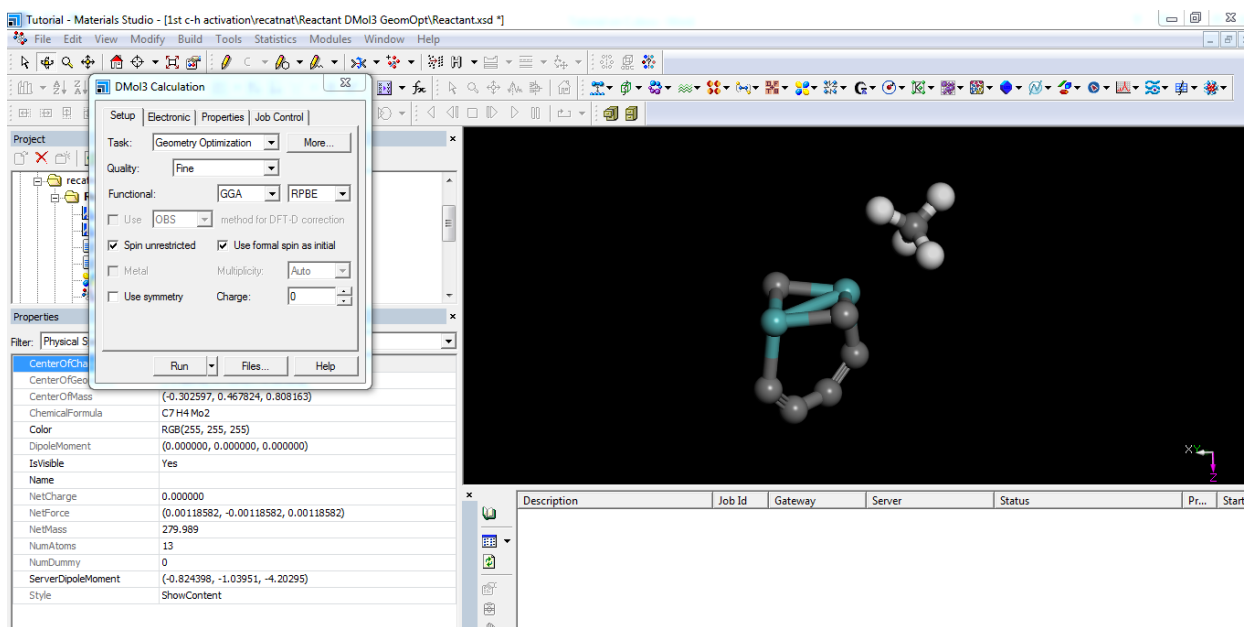 Tutorial - Materials Studio - [1st c-h activation\recatnat\Reactant DMol3 GeomOpt\Reactant.xsd *]
File Edit View Modify Build Tools Statistics Modules Window Help
DMol3 Calculation
Setup Electronic Properties Job Control
Task: Geometry Optimization More...
Quality: Fine
Functional: GGA RPBE
Use OBS method for DFT-D correction
Spin unrestricted Use formal spin as initial
Metal Multiplicity: Auto
Use symmetry Charge: 0
Run Files... Help
Project
recat
Properties
Filter: Physical S
CenterOfCha
CenterOfGeo
CenterOfMass (-0.302597, 0.467824, 0.808163)
ChemicalFormula C7 H4 Mo2
Color RGB(255, 255, 255)
DipoleMoment (0.000000, 0.000000, 0.000000)
IsVisible Yes
Name
NetCharge 0.000000
NetForce (0.00118582, -0.00118582, 0.00118582)
NetMass 279.989
NumAtoms 13
NumDummy 0
ServerDipoleMoment (-0.824398, -1.03951, -4.20295)
Style ShowContent
X Y
Z
Description Job Id Gateway Server Status Pr... Start